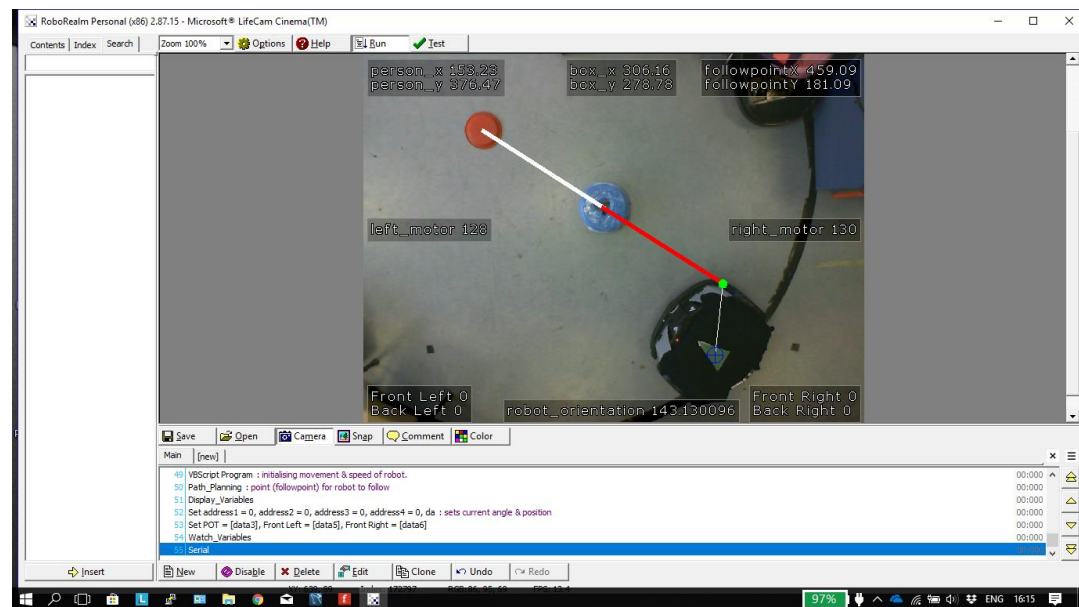 RoboRealm Personal (x86) 2.87.15 - Microsoft® LifeCam Cinema(TM)
Contents Index Search
Zoom 100% Options Help Run Test
person_x 153.23 box_x 306.16 followpointX 459.09
person_y 376.47 box_y 278.78 followpointY 181.09
left_motor 128 right_motor 130
Front Left 0 Front Right 0
Back Left 0 robot_orientation 143.130096 Back Right 0
Save Open Camera Snap Comment Color
Main [new]
49 VBScript Program : initialising movement & speed of robot. 00:000
50 Path_Planning : point (followpoint) for robot to follow 00:000
51 Display_Variables 00:000
52 Set address1 = 0, address2 = 0, address3 = 0, address4 = 0, da : sets current angle & position 00:000
53 Set POT = [data3], Front Left = [data5], Front Right = [data6] 00:000
54 Watch_Variables 00:000
55 Serial
Insert New Disable Delete Edit Clone Undo Redo
97% ENG 16:15